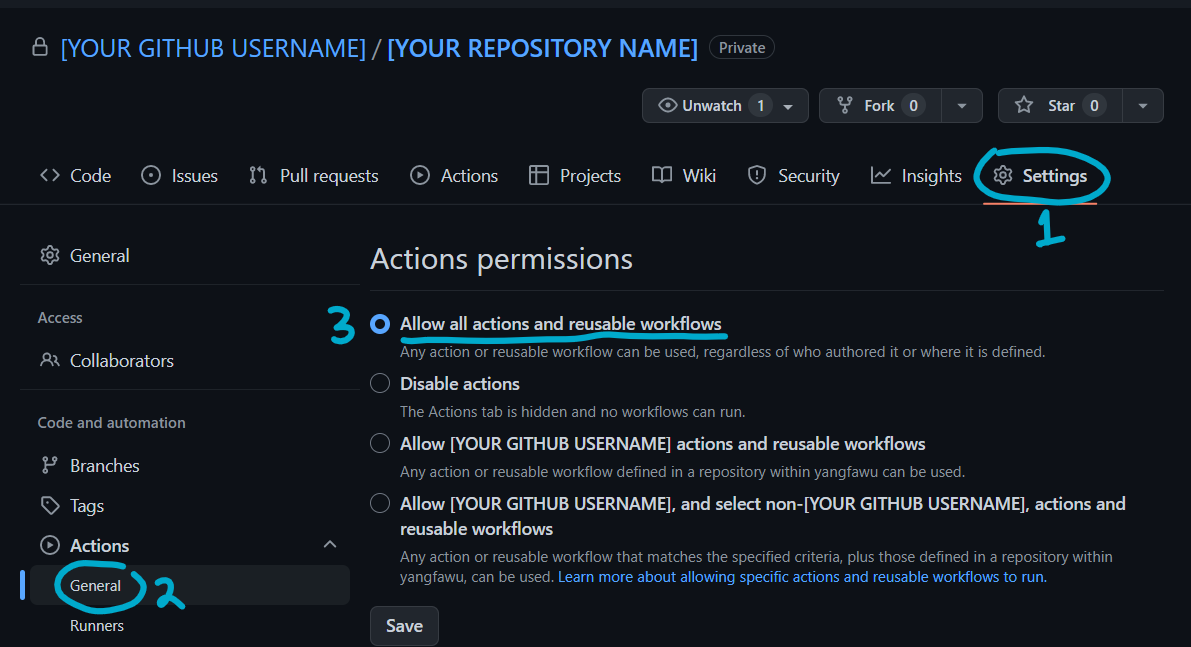 [YOUR GITHUB USERNAME] / [YOUR REPOSITORY NAME] Private
Unwatch 1 Fork 0 Star 0
Code Issues Pull requests Actions Projects Wiki Security Insights Settings
1
General
Access
Collaborators
Code and automation
Branches
Tags
Actions
General 2
Runners
Actions permissions
3 Allow all actions and reusable workflows
Any action or reusable workflow can be used, regardless of who authored it or where it is defined.
Disable actions
The Actions tab is hidden and no workflows can run.
Allow [YOUR GITHUB USERNAME] actions and reusable workflows
Any action or reusable workflow defined in a repository within yangfawu can be used.
Allow [YOUR GITHUB USERNAME], and select non-[YOUR GITHUB USERNAME], actions and
reusable workflows
Any action or reusable workflow that matches the specified criteria, plus those defined in a repository within
yangfawu, can be used. Learn more about allowing specific actions and reusable workflows to run.
Save